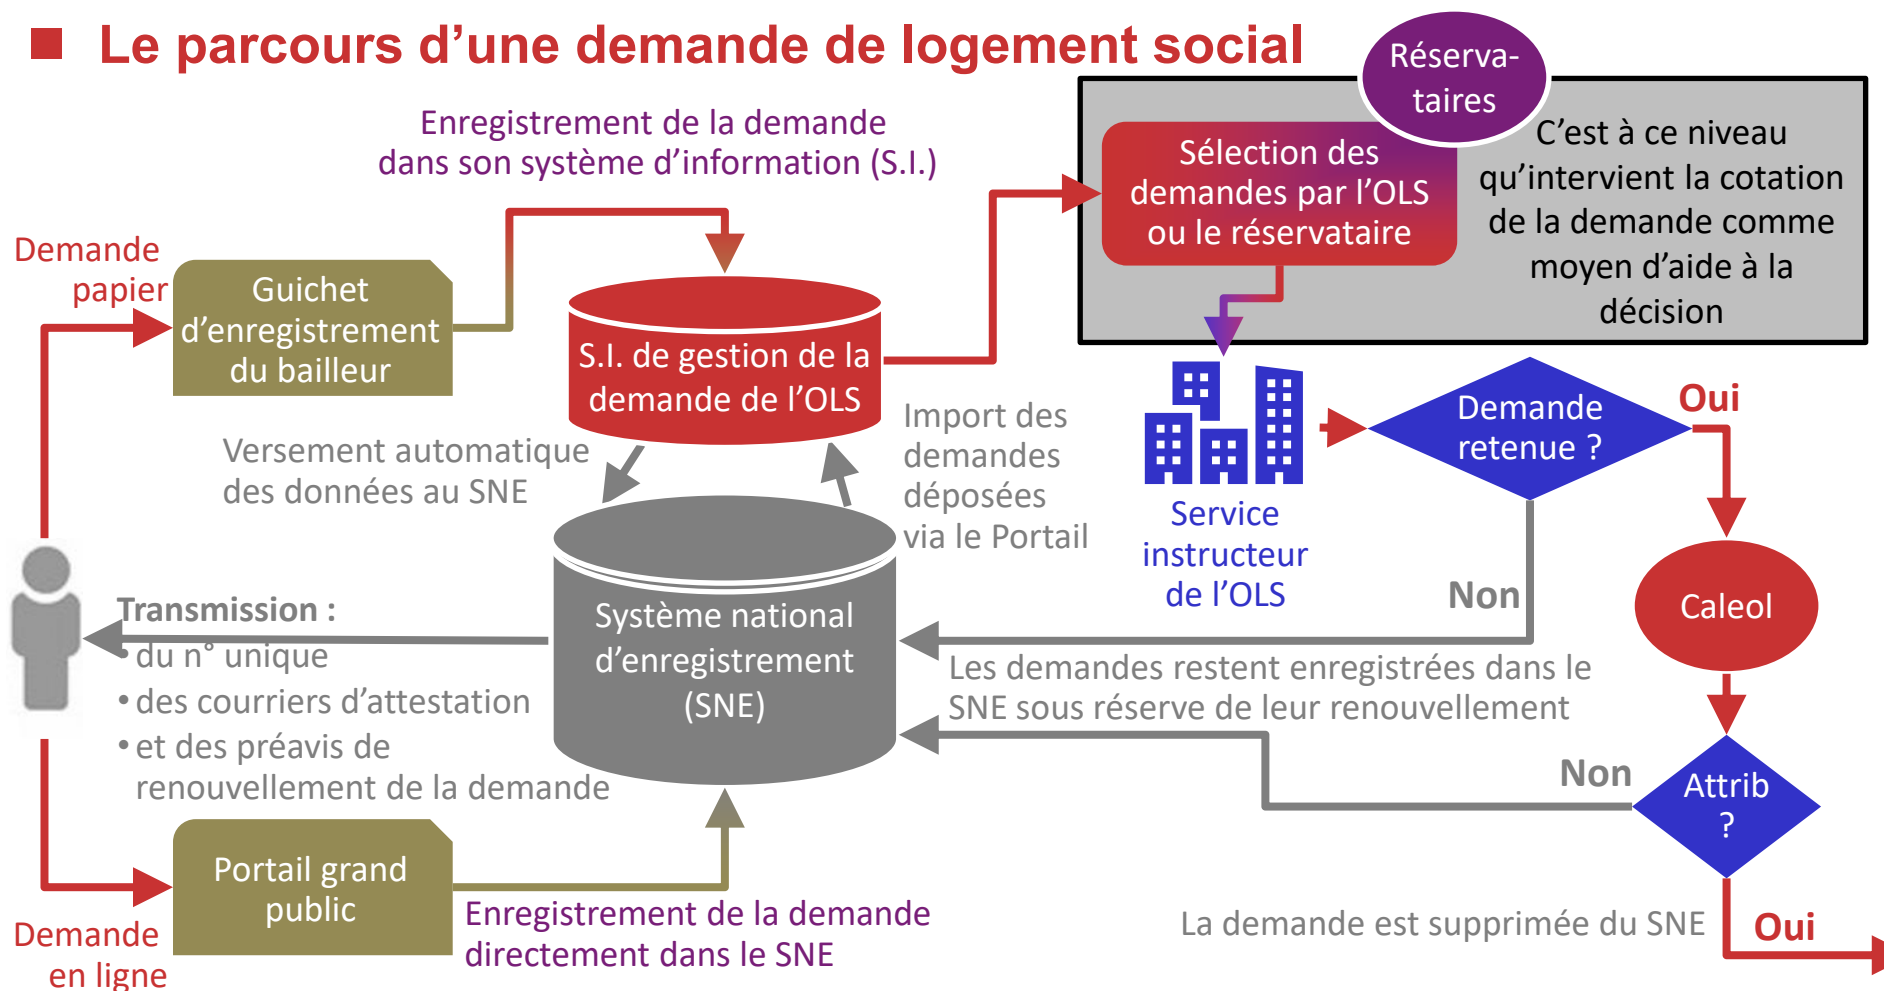 Le parcours d’une demande de logement social
Réserva-
taires
Enregistrement de la demande
dans son système d’information (S.I.)
Sélection des
demandes par l’OLS
ou le réservataire
C’est à ce niveau
qu’intervient la cotation
de la demande comme
moyen d’aide à la
décision
Demande
papier
Guichet
d’enregistrement
du bailleur
S.I. de gestion de la
demande de l’OLS
Versement automatique
des données au SNE
Import des
demandes
déposées
via le Portail
Service
instructeur
de l’OLS
Demande
retenue ?
Oui
Non
Caleol
Transmission :
• du n° unique
• des courriers d’attestation
• et des préavis de
renouvellement de la demande
Système national
d’enregistrement
(SNE)
Les demandes restent enregistrées dans le
SNE sous réserve de leur renouvellement
Non
Attrib
?
Portail grand
public
Demande
en ligne
Enregistrement de la demande
directement dans le SNE
La demande est supprimée du SNE
Oui